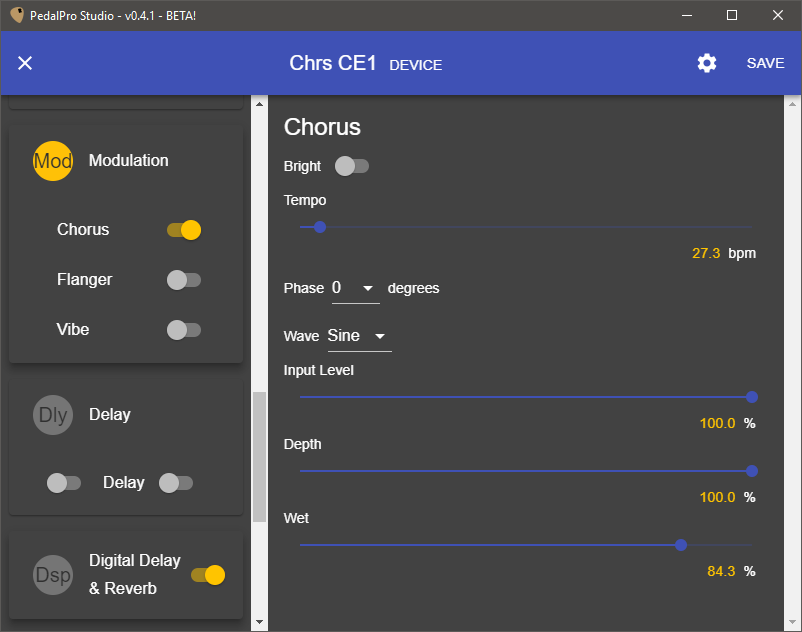 PedalPro Studio - v0.4.1 - BETA!
Chrs CE1 DEVICE
SAVE
Mod Modulation
Chorus
Flanger
Vibe
Dly Delay
Delay
Dsp Digital Delay
& Reverb
Chorus
Bright
Tempo
27.3 bpm
Phase 0 degrees
Wave Sine
Input Level
100.0 %
Depth
100.0 %
Wet
84.3 %